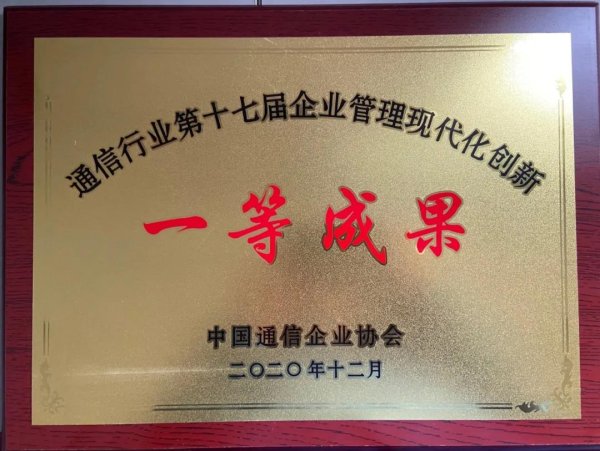 通信行业第十七届企业管理现代化创新
一等成果
中国通信企业协会
二〇二〇年十二月